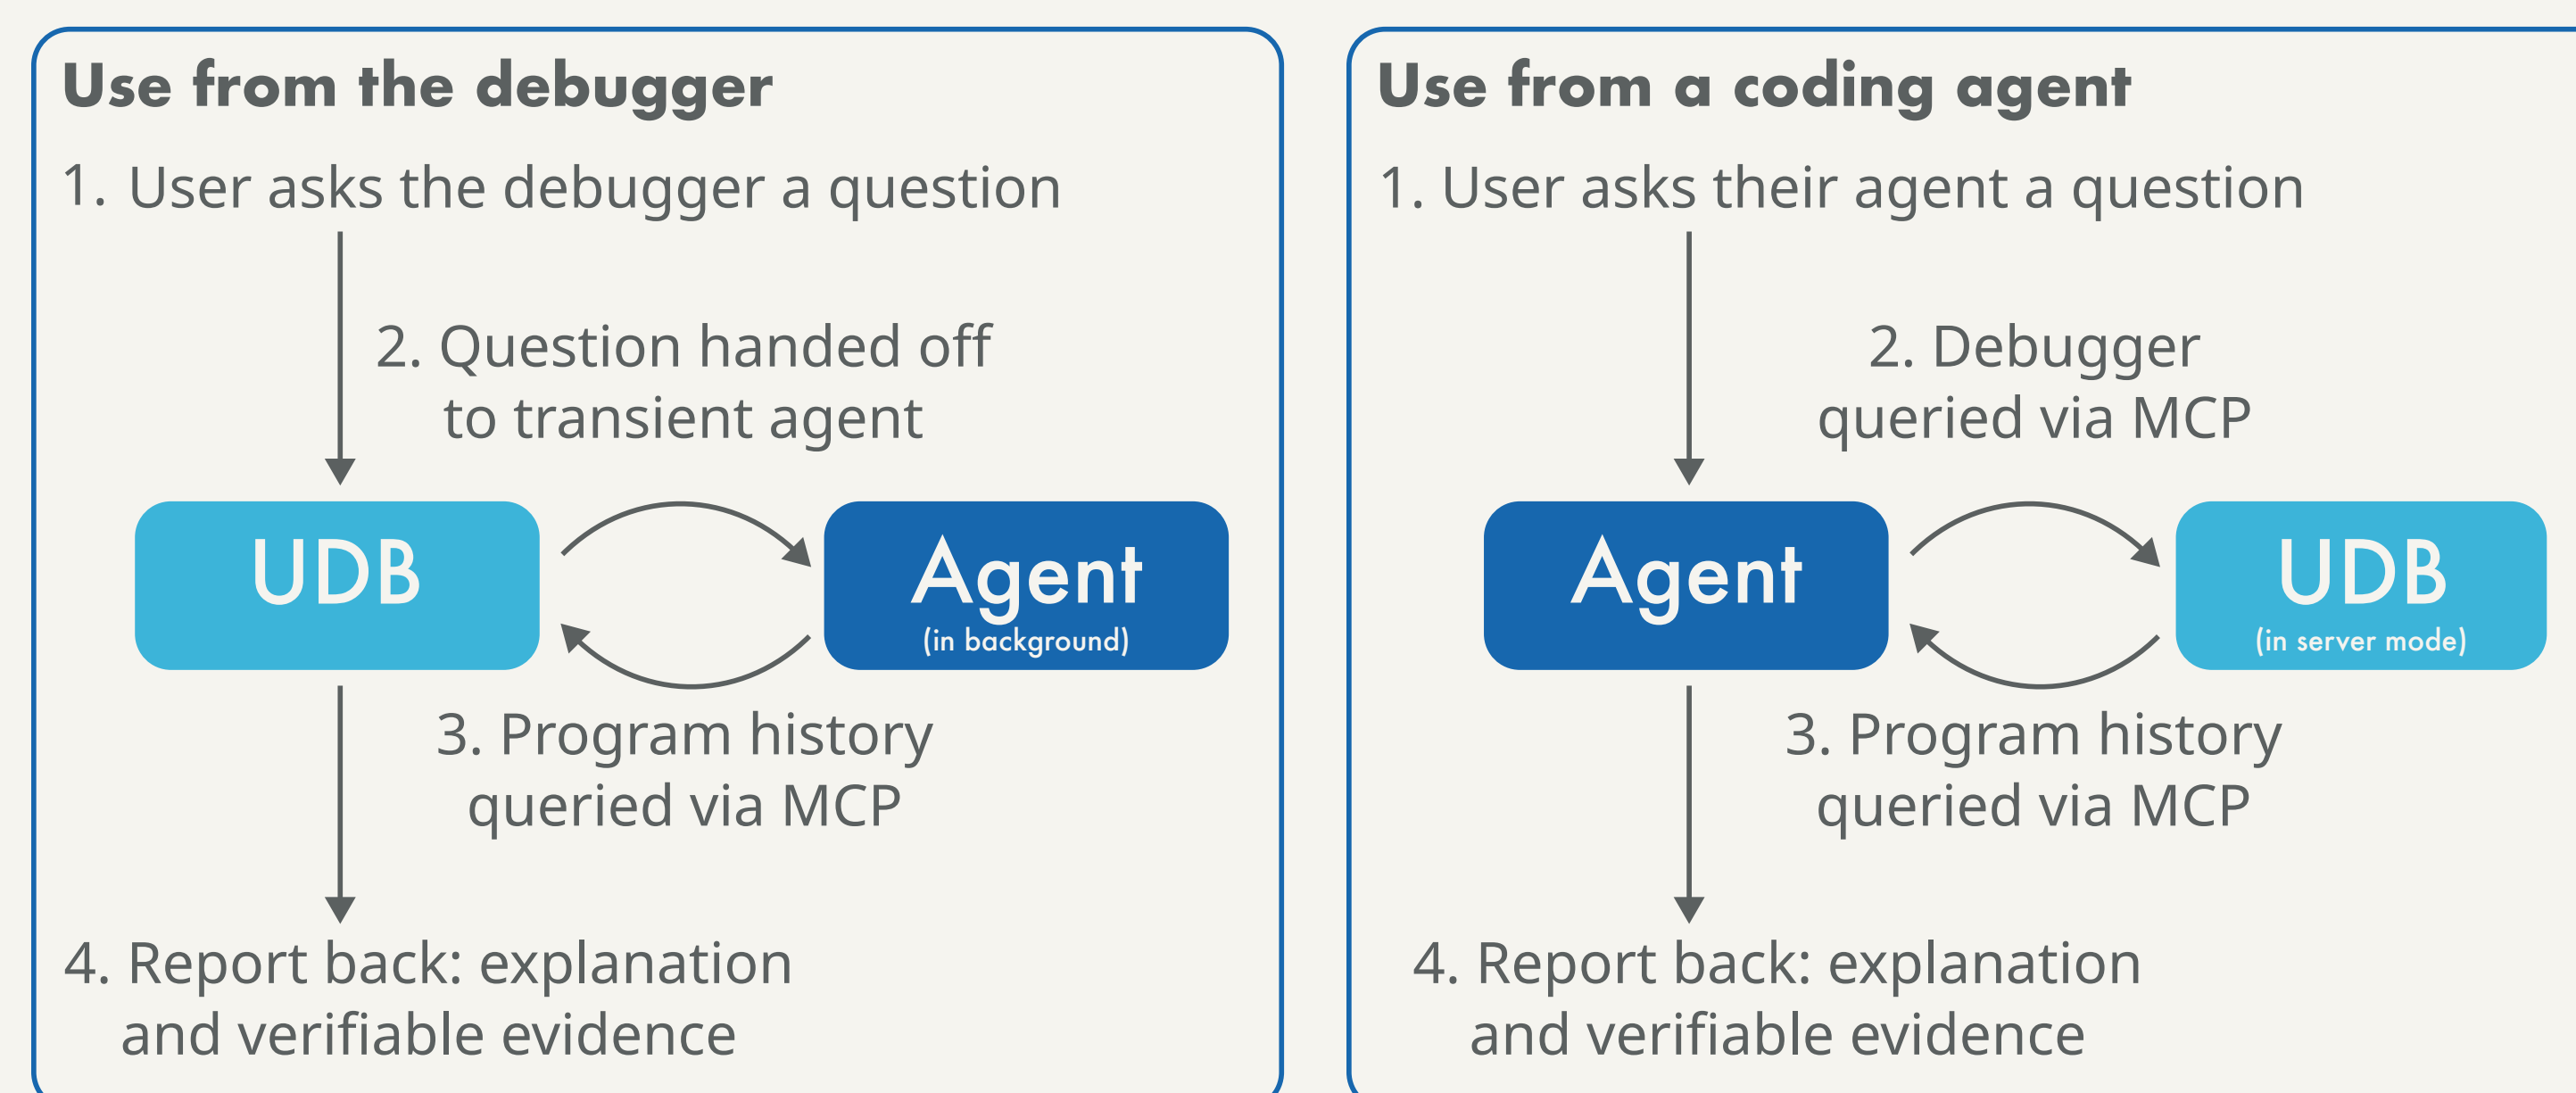 Use from the debugger
1. User asks the debugger a question
2. Question handed off
to transient agent
UDB
Agent
(in background)
3. Program history
queried via MCP
4. Report back: explanation
and verifiable evidence
Use from a coding agent
1. User asks their agent a question
2. Debugger
queried via MCP
Agent
UDB
(in server mode)
3. Program history
queried via MCP
4. Report back: explanation
and verifiable evidence